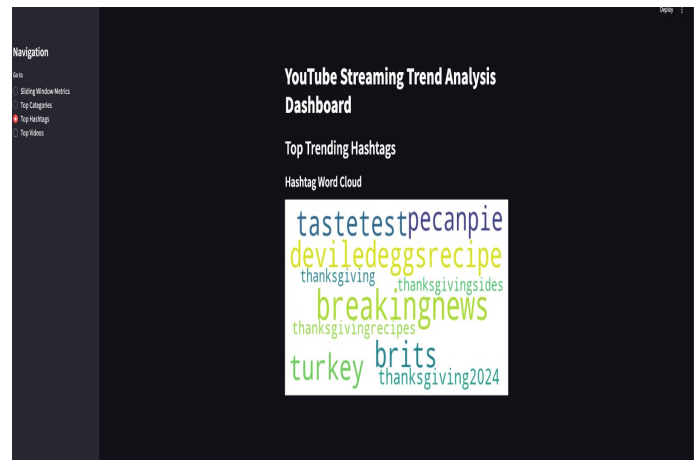 Deploy
Navigation
Go to
Sliding Window Metrics
Top Categories
Top Hashtags
Top Videos
YouTube Streaming Trend Analysis
Dashboard
Top Trending Hashtags
Hashtag Word Cloud
tastetest pecanpie
deviledeggsrecipe
thanksgiving thanksgivingsides
breakingnews
thanksgivingrecipes
turkey brits
thanksgiving2024